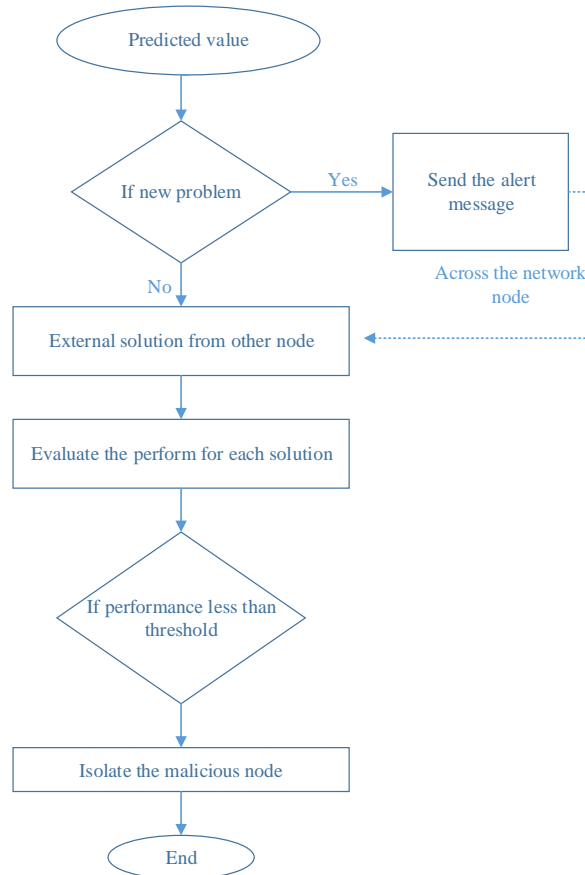 Predicted value
If new problem
Yes
Send the alert
message
Across the network
node
No
External solution from other node
Evaluate the perform for each solution
If performance less than
threshold
Isolate the malicious node
End